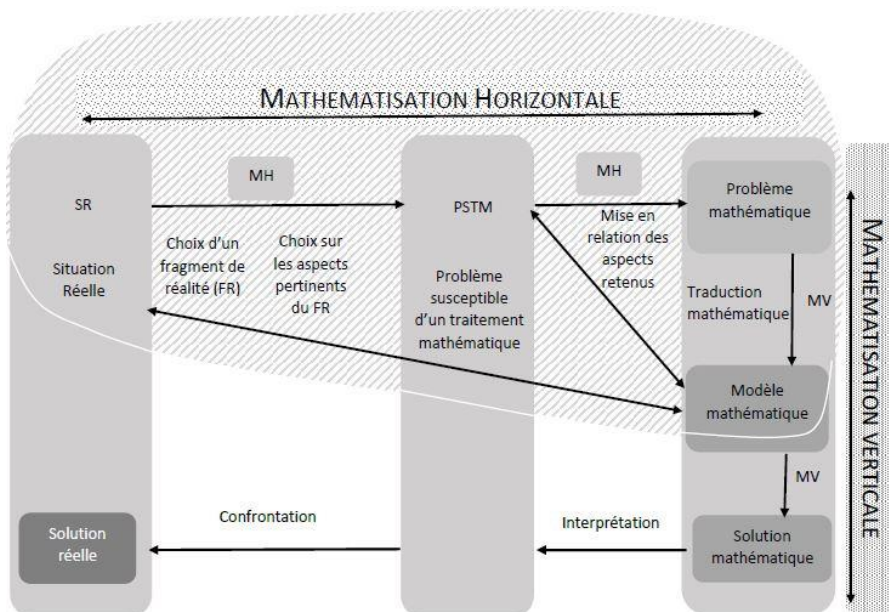 MATHEMATISATION HORIZONTALE
MH
MH
SR
Situation
Réelle
Choix d'un
fragment de
réalité (FR)
Choix sur
les aspects
pertinents
du FR
PSTM
Problème
susceptible
d'un traitement
mathématique
Mise en
relation des
aspects
retenus
Problème
mathématique
Traduction
mathématique
MV
Modèle
mathématique
MV
Confrontation
Interprétation
Solution
réelle
Solution
mathématique
MATHEMATISATION VERTICALE